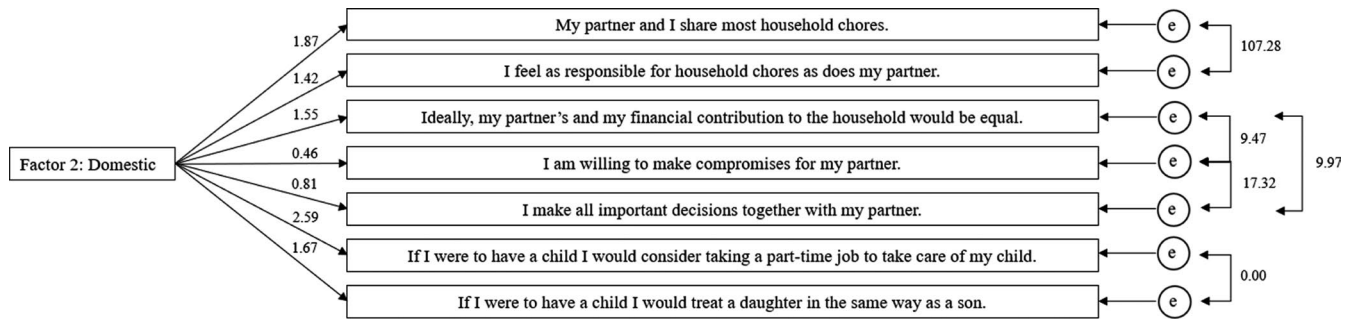 My partner and I share most household chores.
e
107.28
1.87
I feel as responsible for household chores as does my partner.
e
1.42
Ideally, my partner’s and my financial contribution to the household would be equal.
e
1.55
9.47
Factor 2: Domestic
0.46
I am willing to make compromises for my partner.
e
9.97
17.32
0.81
I make all important decisions together with my partner.
e
2.59
If I were to have a child I would consider taking a part-time job to take care of my child.
e
1.67
0.00
If I were to have a child I would treat a daughter in the same way as a son.
e